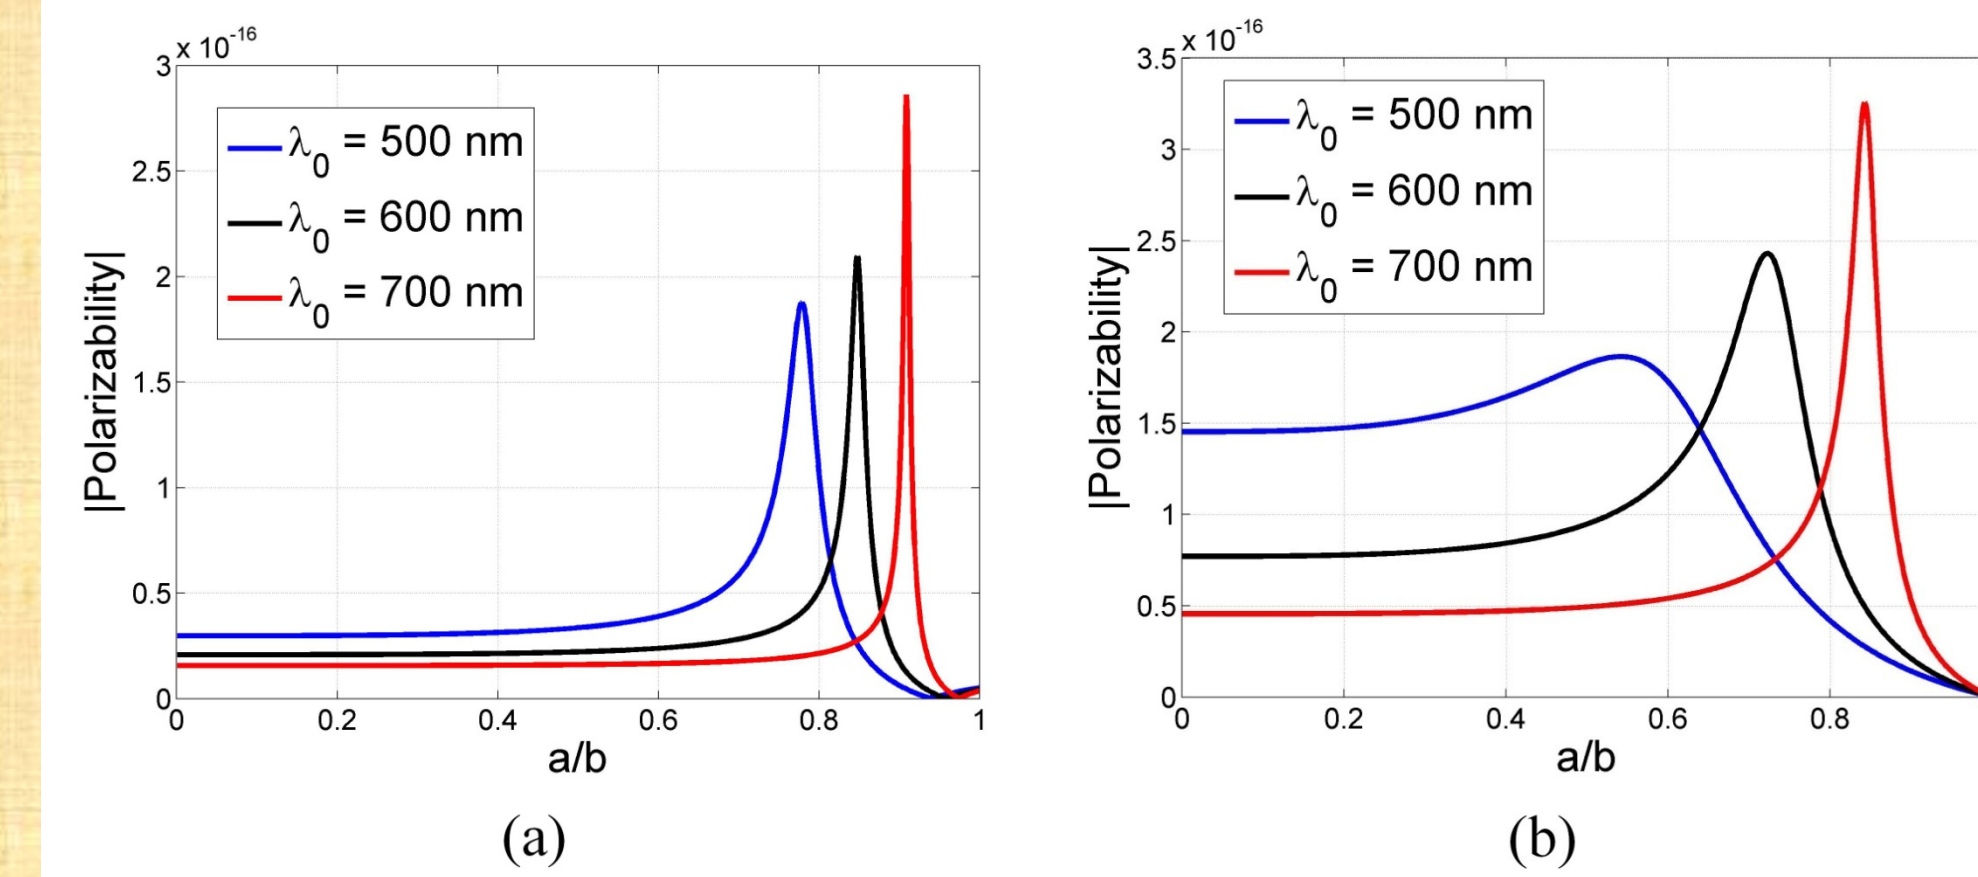 x 10⁻¹⁶
3
2.5
2
1.5
1
0.5
0
|Polarizability|
λ₀ = 500 nm
λ₀ = 600 nm
λ₀ = 700 nm
0 0.2 0.4 0.6 0.8 1
a/b
(a)
x 10⁻¹⁶
3.5
3
2.5
2
1.5
1
0.5
0
|Polarizability|
λ₀ = 500 nm
λ₀ = 600 nm
λ₀ = 700 nm
0 0.2 0.4 0.6 0.8
a/b
(b)